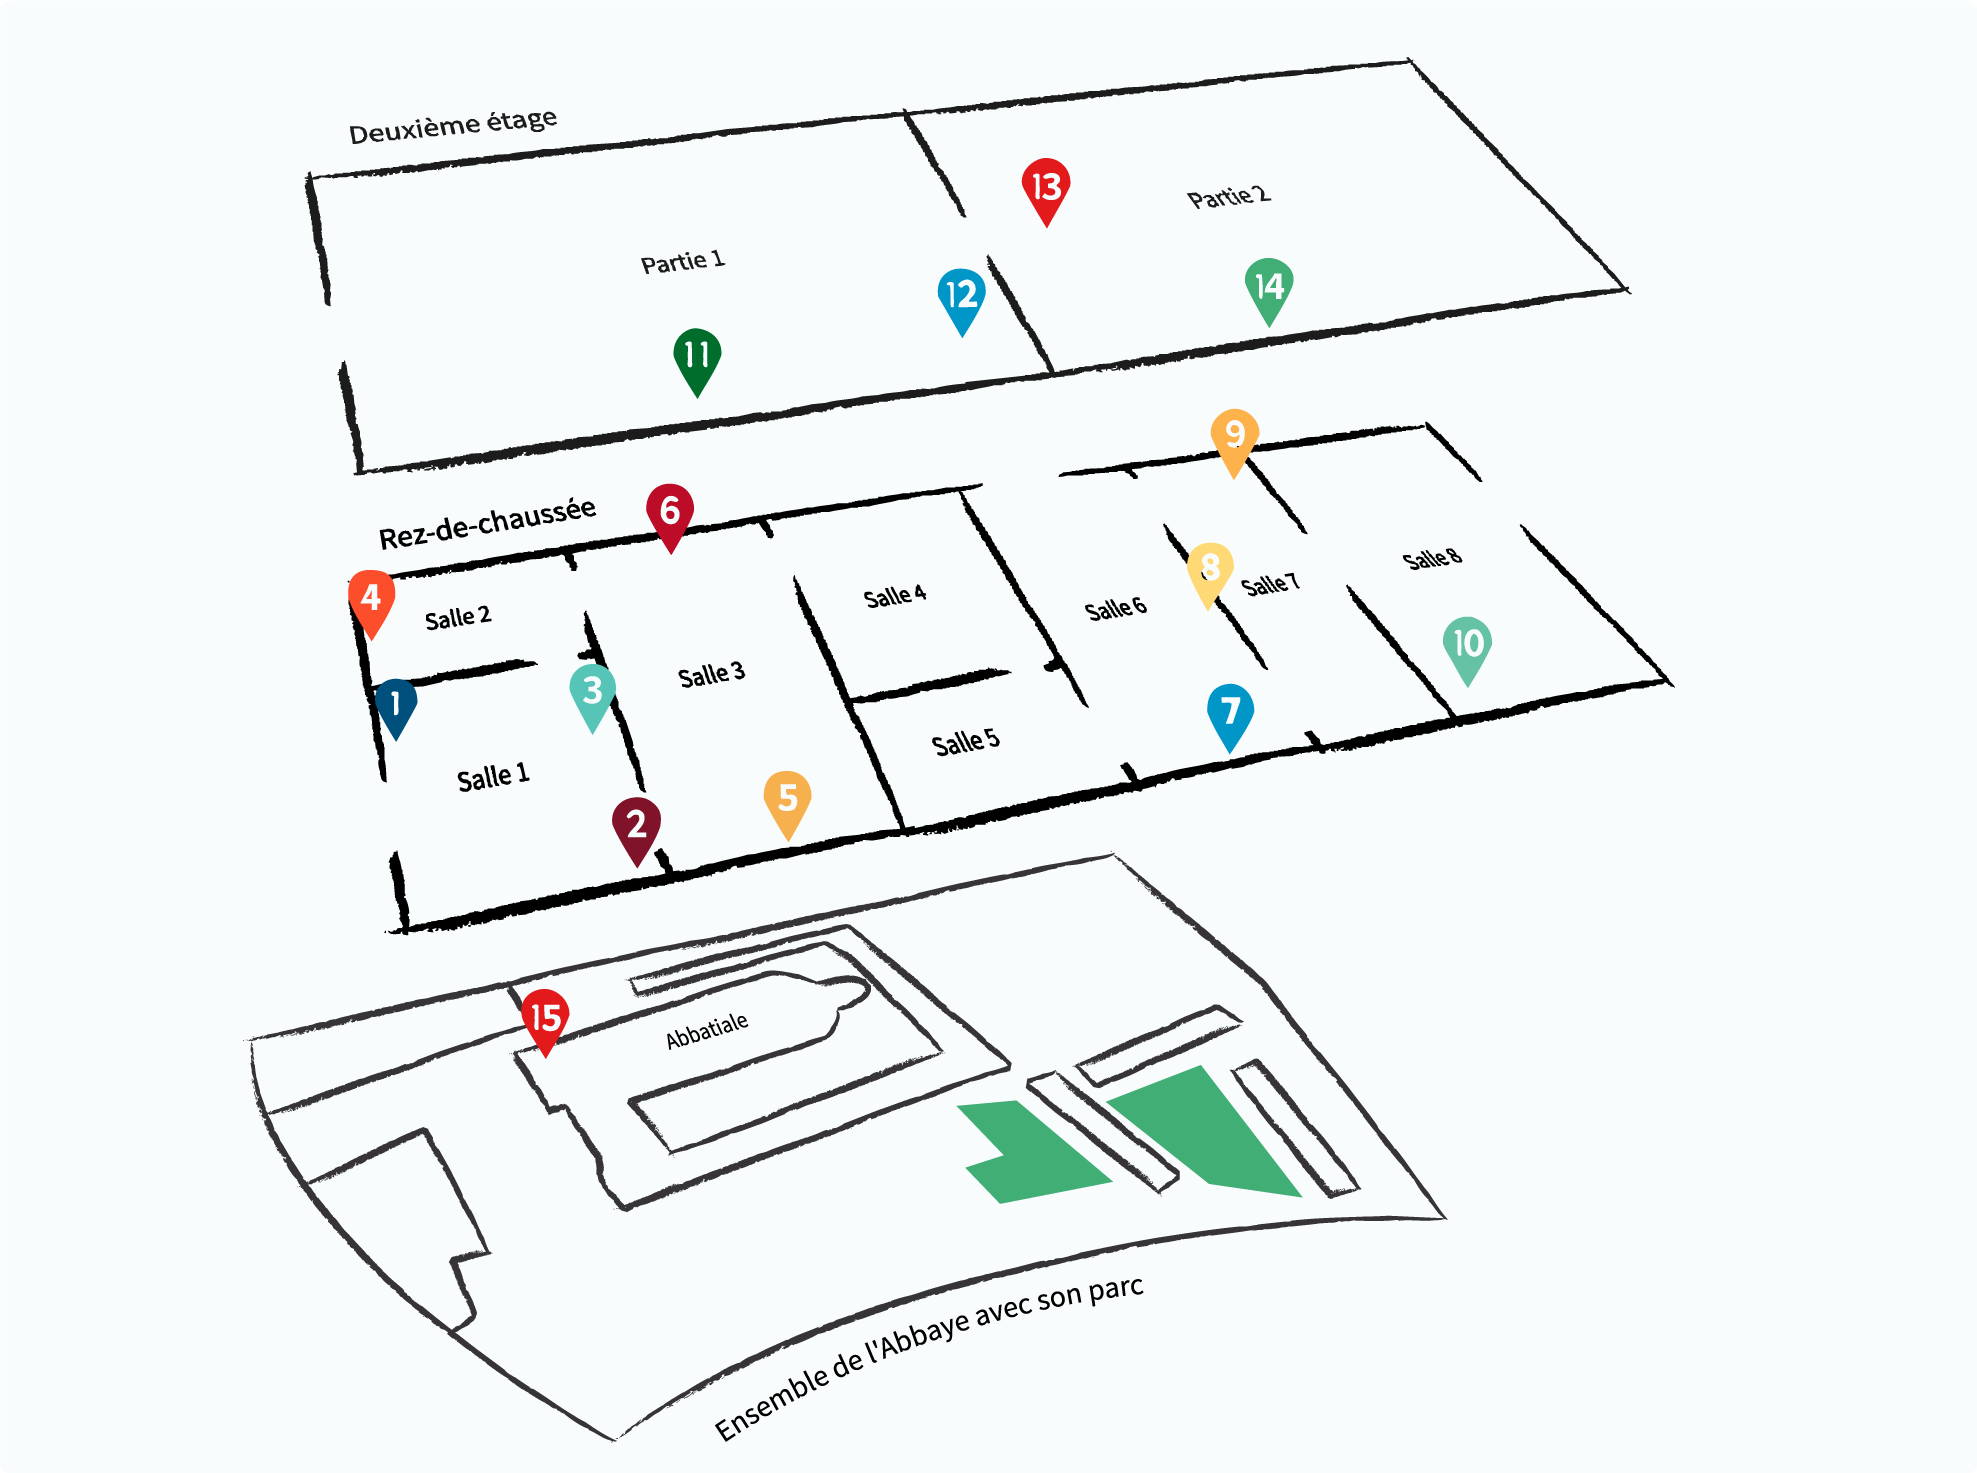 Deuxième étage
13
Partie 2
Partie 1
12
14
11
9
Rez-de-chaussée
6
4
Salle 2
Salle 4
8
Salle 7
Salle 8
Salle 6
10
1
3
Salle 3
7
Salle 5
Salle 1
2
5
15
Abbatiale
Ensemble de l'Abbaye avec son parc